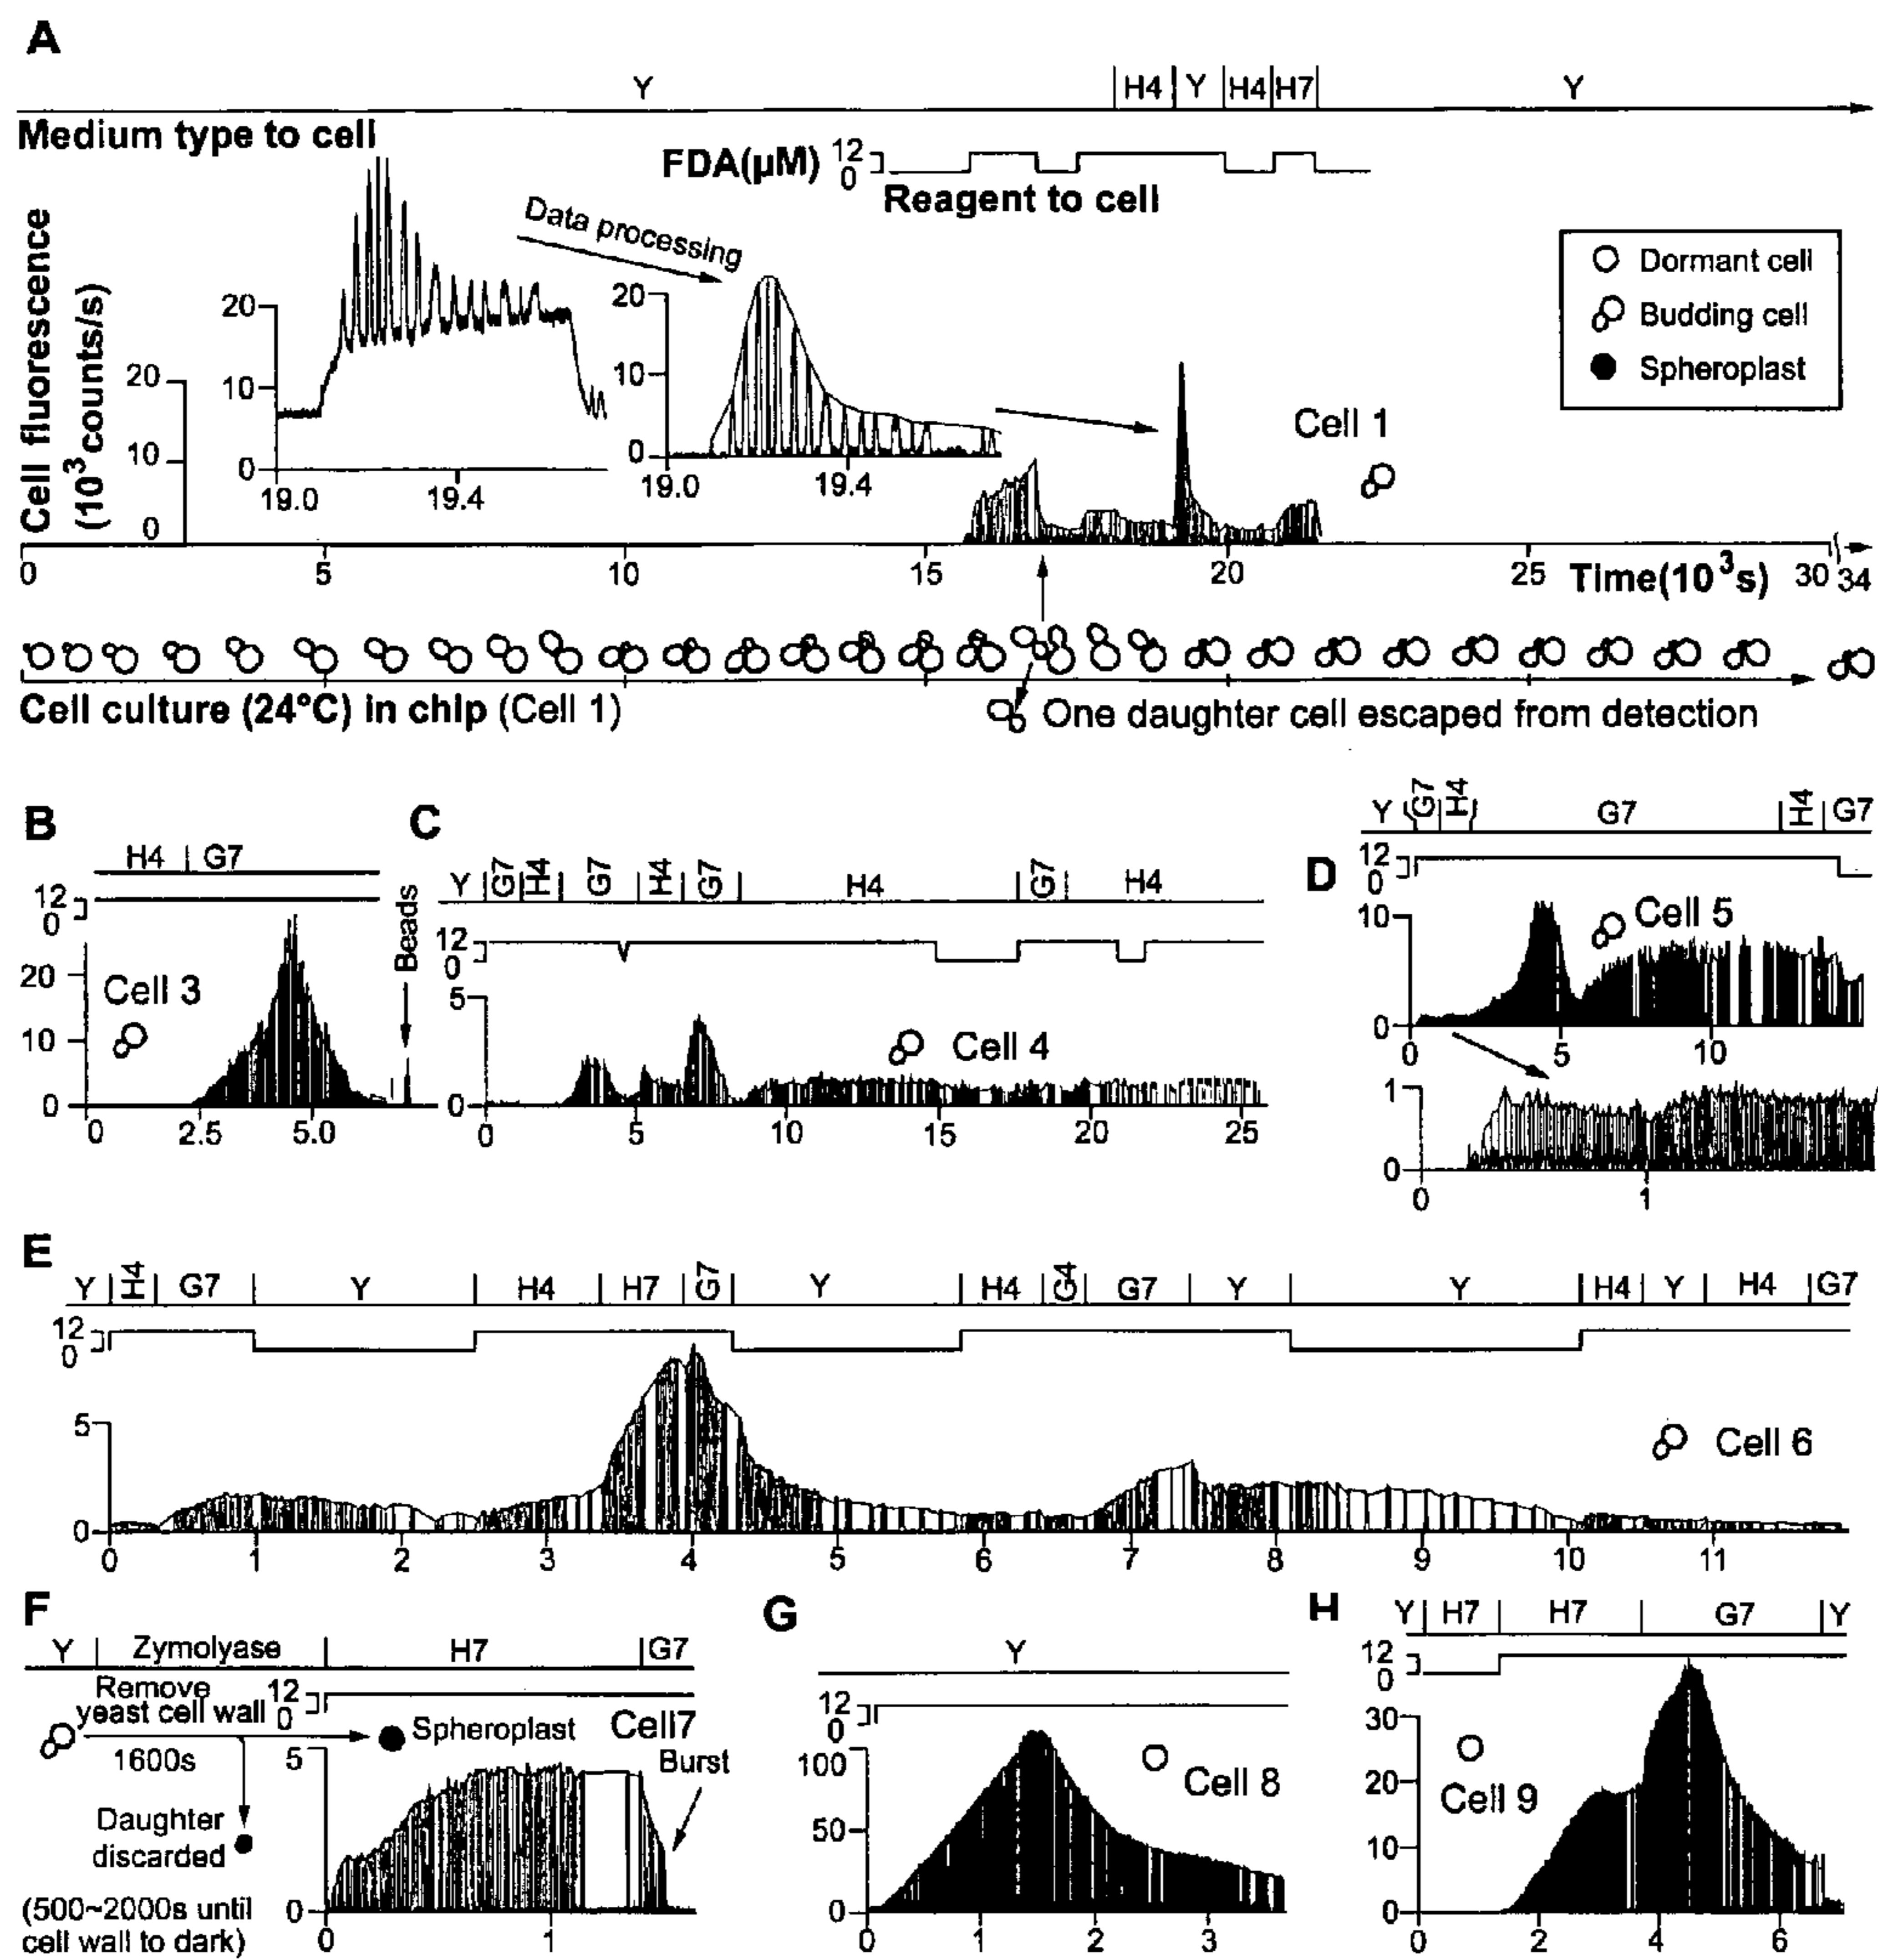 A
Y H4 Y H4 H7 Y
Medium type to cell
FDA(µM) 12 0
Reagent to cell
Data processing
Cell fluorescence
(10³ counts/s)
20 10 0
20 10 0
19.0 19.4
20 10 0
19.0 19.4
Dormant cell
Budding cell
Spheroplast
Cell 1
0 5 10 15 20 25 Time(10³s) 30 34
Cell culture (24°C) in chip (Cell 1)
One daughter cell escaped from detection
B
H4 G7
12 0
Cell 3
Beads
20 10 0
0 2.5 5.0
C
Y G7 H4 G7 H4 G7 H4 G7 H4
12 0
5 0
Cell 4
0 5 10 15 20 25
D
Y G7 H4 G7 H4 G7
12 0
10 0
Cell 5
0 5 10
1 0
0 1
E
Y H4 G7 Y H4 H7 G7 Y H4 G4 G7 Y Y H4 Y H4 G7
12 0
5 0
Cell 6
0 1 2 3 4 5 6 7 8 9 10 11
F
Y Zymolyase H7 G7
Remove
yeast cell wall
12 0
1600s
Spheroplast
Cell7
Burst
Daughter
discarded
(500~2000s until
cell wall to dark)
5 0
0 1
G
Y
12 0
100 50 0
Cell 8
0 1 2 3
H
Y H7 H7 G7 Y
12 0
30 20 10 0
Cell 9
0 2 4 6